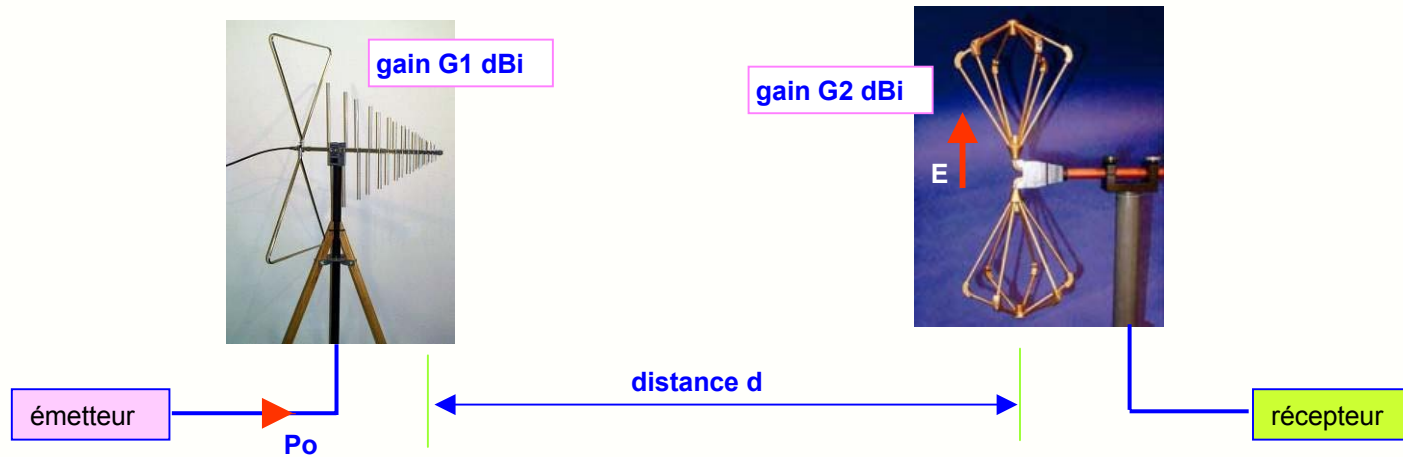 gain G1 dBi
gain G2 dBi
E
distance d
émetteur
récepteur
Po